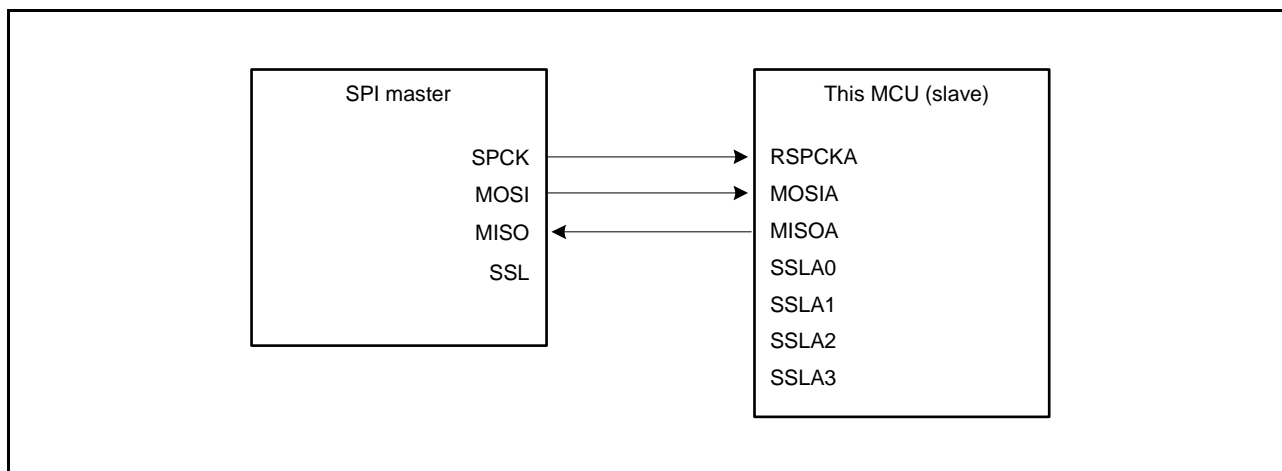 SPI master
This MCU (slave)
SPCK
RSPCKA
MOSI
MOSIA
MISO
MISOA
SSL
SSLA0
SSLA1
SSLA2
SSLA3